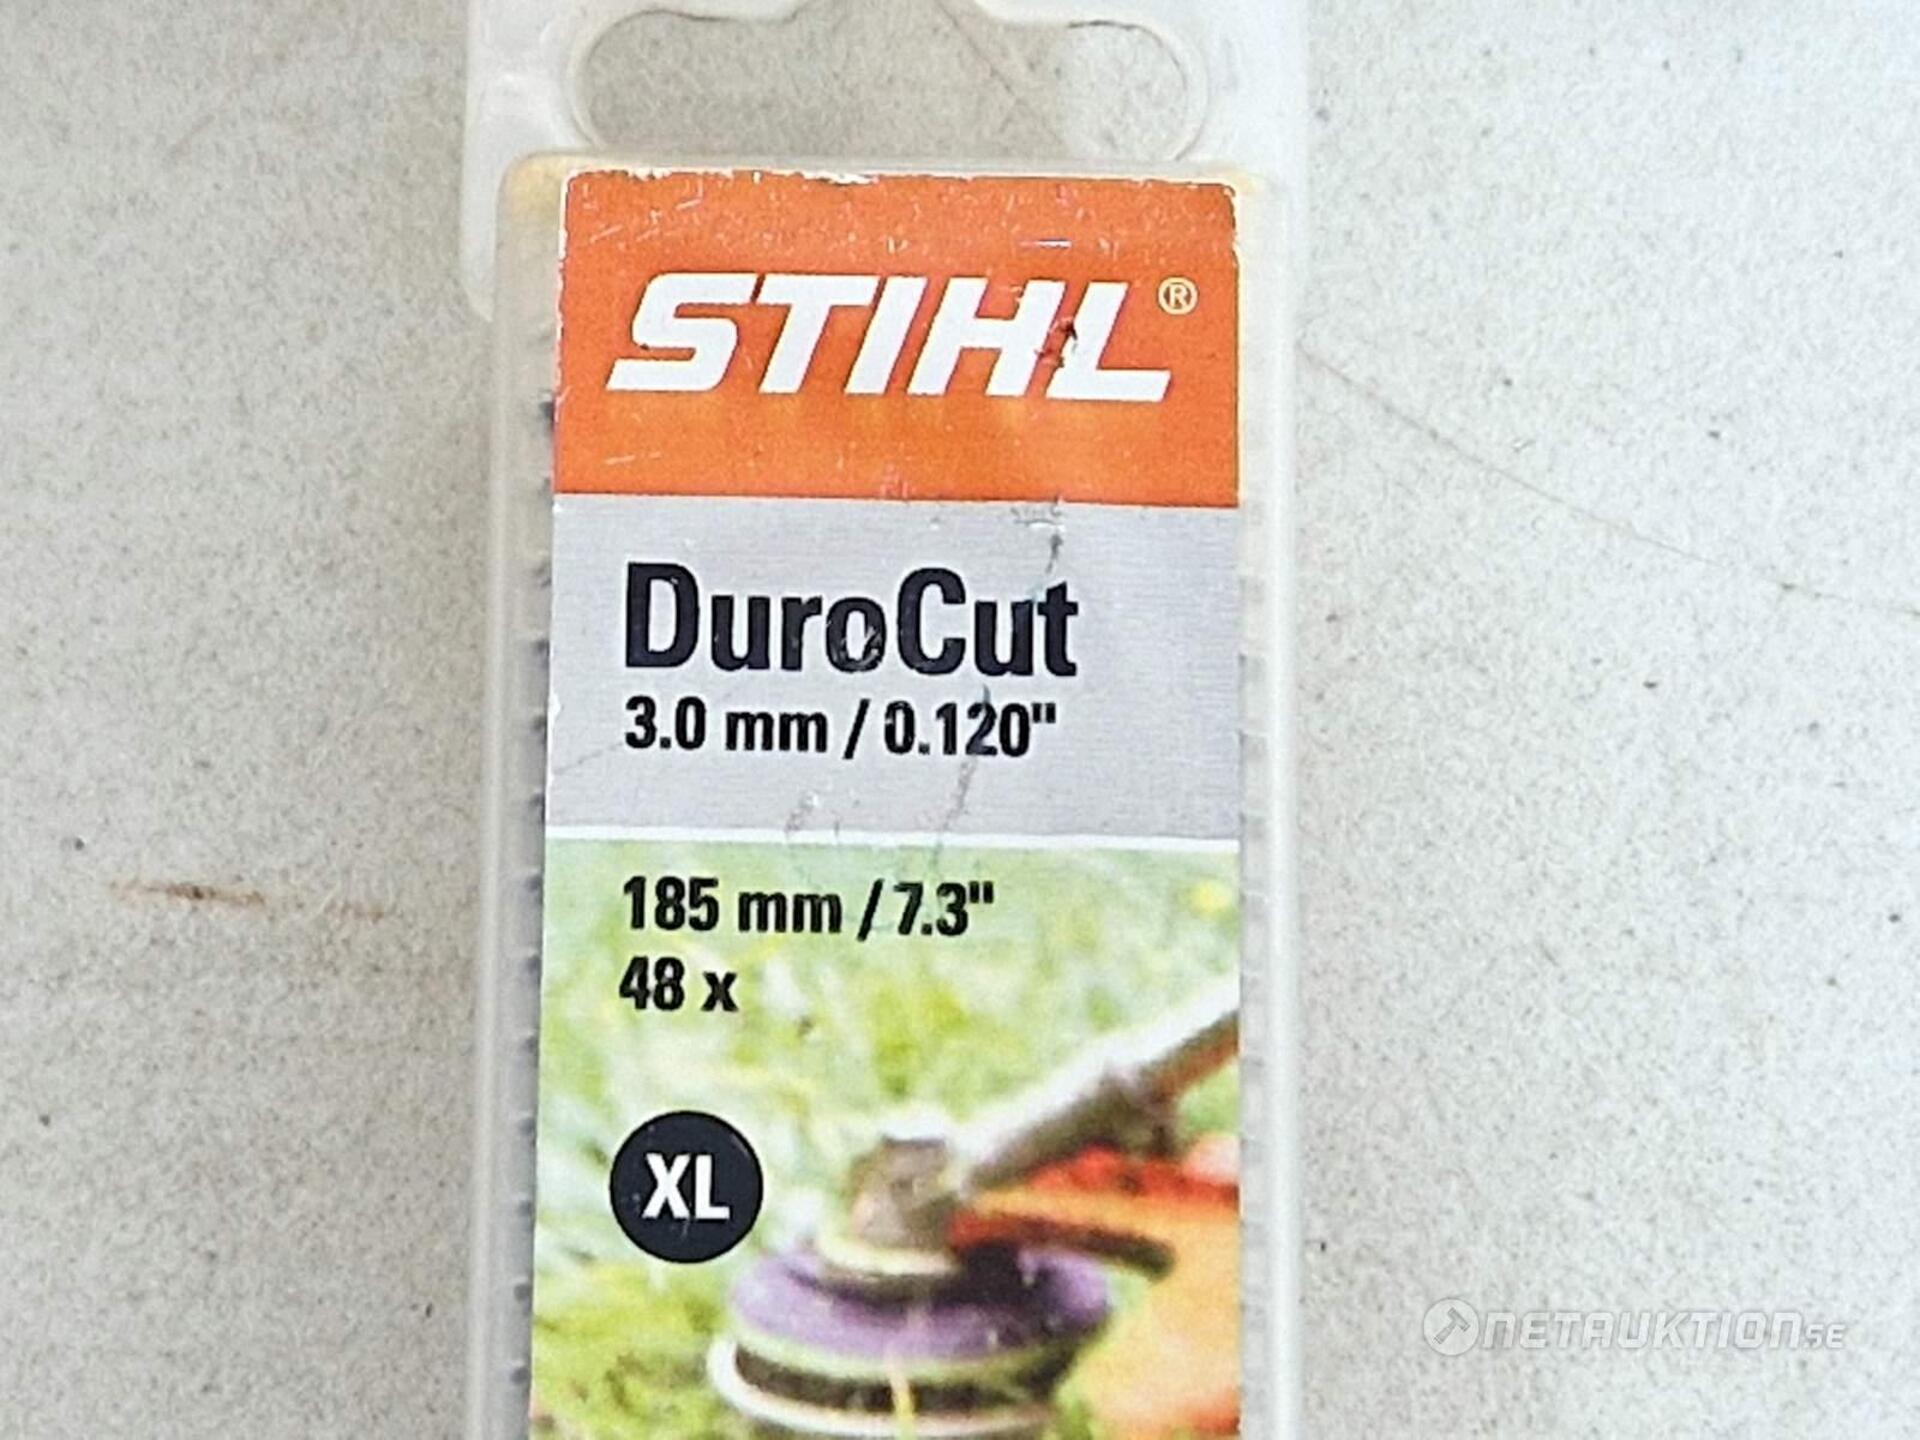 STIHL®
DuroCut
3.0 mm / 0.120"
185 mm / 7.3"
48 x
XL
NETAUKTION.SE